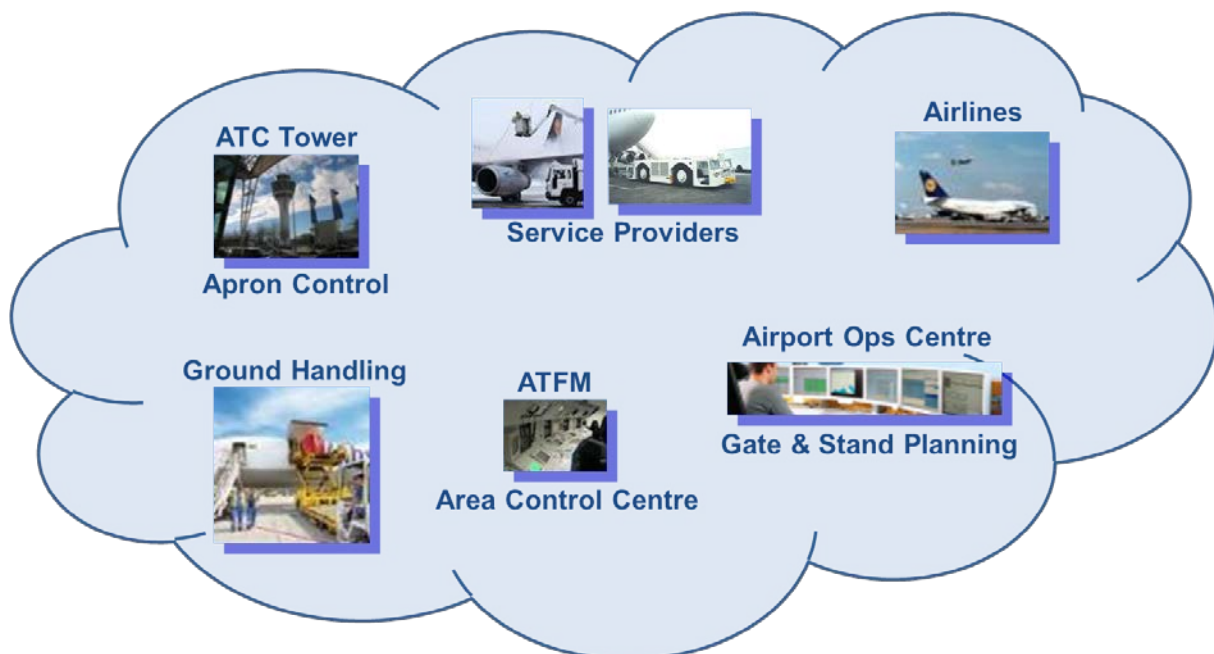 ATC Tower
Apron Control
Service Providers
Airlines
Ground Handling
ATFM
Area Control Centre
Airport Ops Centre
Gate & Stand Planning